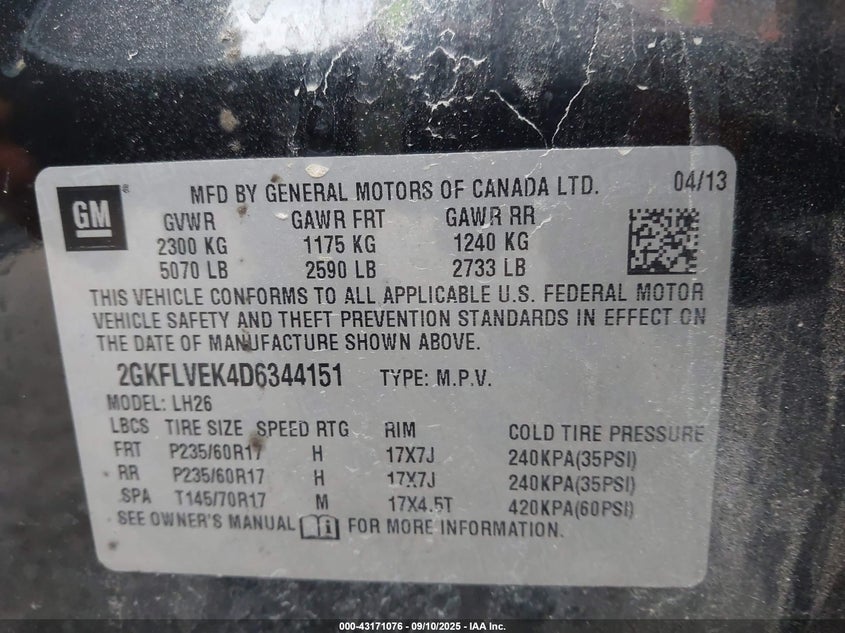 GM ® MFD BY GENERAL MOTORS OF CANADA LTD. 04/13
GVWR GAWR FRT GAWR RR
2300 KG 1175 KG 1240 KG
5070 LB 2590 LB 2733 LB
THIS VEHICLE CONFORMS TO ALL APPLICABLE U.S. FEDERAL MOTOR
VEHICLE SAFETY AND THEFT PREVENTION STANDARDS IN EFFECT ON
THE DATE OF MANUFACTURE SHOWN ABOVE.
2GKFLVEK4D6344151 TYPE: M.P.V.
MODEL: LH26
LBCS TIRE SIZE SPEED RTG RIM COLD TIRE PRESSURE
FRT P235/60R17 H 17X7J 240KPA(35PSI)
RR P235/60R17 H 17X7J 240KPA(35PSI)
SPA T145/70R17 M 17X4.5T 420KPA(60PSI)
SEE OWNER'S MANUAL i FOR MORE INFORMATION.
000-43171076 - 09/10/2025 - IAA Inc.